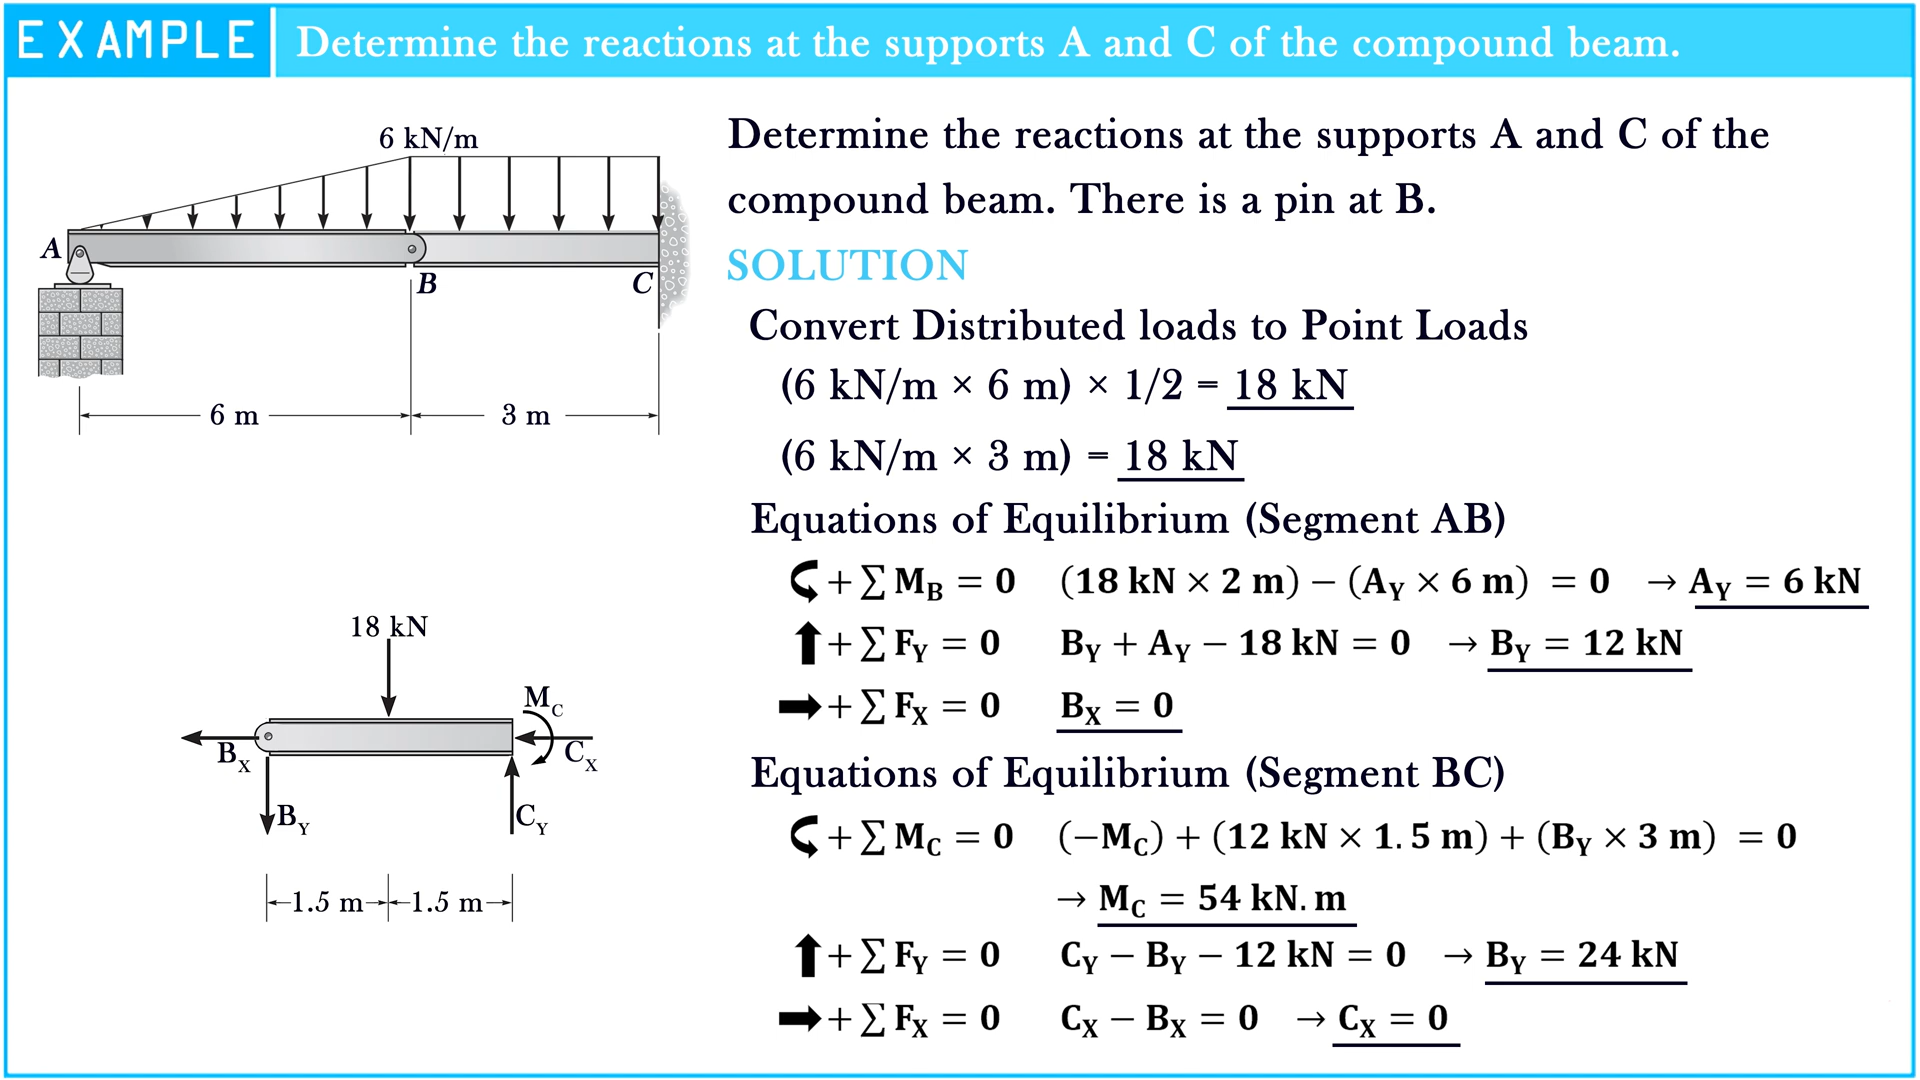 EXAMPLE
Determine the reactions at the supports A and C of the compound beam.
6 kN/m
A
B
C
6 m
3 m
18 kN
M_C
B_X
C_X
B_Y
C_Y
1.5 m
1.5 m
Determine the reactions at the supports A and C of the
compound beam. There is a pin at B.
SOLUTION
Convert Distributed loads to Point Loads
(6 kN/m × 6 m) × 1/2 = 18 kN
(6 kN/m × 3 m) = 18 kN
Equations of Equilibrium (Segment AB)
+ ∑ M_B = 0 (18 kN × 2 m) − (A_Y × 6 m) = 0 → A_Y = 6 kN
+ ∑ F_Y = 0 B_Y + A_Y − 18 kN = 0 → B_Y = 12 kN
+ ∑ F_X = 0 B_X = 0
Equations of Equilibrium (Segment BC)
+ ∑ M_C = 0 (−M_C) + (12 kN × 1.5 m) + (B_Y × 3 m) = 0
→ M_C = 54 kN.m
+ ∑ F_Y = 0 C_Y − B_Y − 12 kN = 0 → B_Y = 24 kN
+ ∑ F_X = 0 C_X − B_X = 0 → C_X = 0